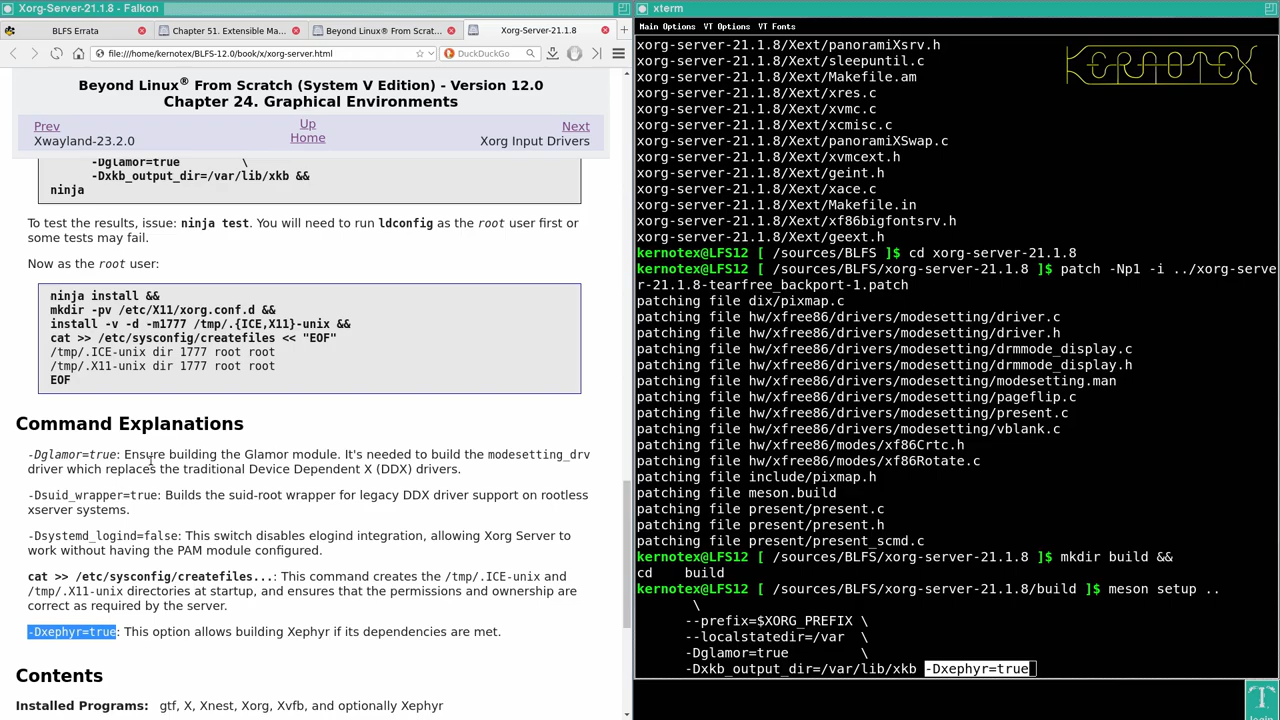 Xorg-Server-21.1.8 - Falkon
BLFS Errata
Chapter 51. Extensible Ma...
Beyond Linux® From Scrat...
Xorg-Server-21.1.8
file:///home/kernotex/BLFS-12.0/book/x/xorg-server.html
DuckDuckGo
Beyond Linux® From Scratch (System V Edition) - Version 12.0
Chapter 24. Graphical Environments
Prev
Up
Next
Xwayland-23.2.0
Home
Xorg Input Drivers
-Dglamor=true \
-Dxkb_output_dir=/var/lib/xkb &&
ninja
To test the results, issue: ninja test. You will need to run ldconfig as the root user first or
some tests may fail.
Now as the root user:
ninja install &&
mkdir -pv /etc/X11/xorg.conf.d &&
install -v -d -m1777 /tmp/.{ICE,X11}-unix &&
cat >> /etc/sysconfig/createfiles << "EOF"
/tmp/.ICE-unix dir 1777 root root
/tmp/.X11-unix dir 1777 root root
EOF
Command Explanations
-Dglamor=true: Ensure building the Glamor module. It's needed to build the modesetting_drv
driver which replaces the traditional Device Dependent X (DDX) drivers.
-Dsuid_wrapper=true: Builds the suid-root wrapper for legacy DDX driver support on rootless
xserver systems.
-Dsystemd_logind=false: This switch disables elogind integration, allowing Xorg Server to
work without having the PAM module configured.
cat >> /etc/sysconfig/createfiles...: This command creates the /tmp/.ICE-unix and
/tmp/.X11-unix directories at startup, and ensures that the permissions and ownership are
correct as required by the server.
-Dxephyr=true: This option allows building Xephyr if its dependencies are met.
Contents
Installed Programs: gtf, X, Xnest, Xorg, Xvfb, and optionally Xephyr
xterm
Main Options VT Options VT Fonts
KERNOTEX
xorg-server-21.1.8/Xext/panoramiXsrv.h
xorg-server-21.1.8/Xext/sleepuntil.c
xorg-server-21.1.8/Xext/Makefile.am
xorg-server-21.1.8/Xext/xres.c
xorg-server-21.1.8/Xext/xvmc.c
xorg-server-21.1.8/Xext/xcmisc.c
xorg-server-21.1.8/Xext/panoramiXSwap.c
xorg-server-21.1.8/Xext/xvmcext.h
xorg-server-21.1.8/Xext/geint.h
xorg-server-21.1.8/Xext/xace.c
xorg-server-21.1.8/Xext/Makefile.in
xorg-server-21.1.8/Xext/xf86bigfontsrv.h
xorg-server-21.1.8/Xext/geext.h
kernotex@LFS12 [ /sources/BLFS ]$ cd xorg-server-21.1.8
kernotex@LFS12 [ /sources/BLFS/xorg-server-21.1.8 ]$ patch -Np1 -i ../xorg-serve
r-21.1.8-tearfree_backport-1.patch
patching file dix/pixmap.c
patching file hw/xfree86/drivers/modesetting/driver.c
patching file hw/xfree86/drivers/modesetting/driver.h
patching file hw/xfree86/drivers/modesetting/drmmode_display.c
patching file hw/xfree86/drivers/modesetting/drmmode_display.h
patching file hw/xfree86/drivers/modesetting/modesetting.man
patching file hw/xfree86/drivers/modesetting/pageflip.c
patching file hw/xfree86/drivers/modesetting/present.c
patching file hw/xfree86/drivers/modesetting/vblank.c
patching file hw/xfree86/modes/xf86Crtc.h
patching file hw/xfree86/modes/xf86Rotate.c
patching file include/pixmap.h
patching file meson.build
patching file present/present.c
patching file present/present.h
patching file present/present_scmd.c
kernotex@LFS12 [ /sources/BLFS/xorg-server-21.1.8 ]$ mkdir build &&
cd    build
kernotex@LFS12 [ /sources/BLFS/xorg-server-21.1.8/build ]$ meson setup ..
\
--prefix=$XORG_PREFIX \
--localstatedir=/var \
-Dglamor=true \
-Dxkb_output_dir=/var/lib/xkb -Dxephyr=true
login